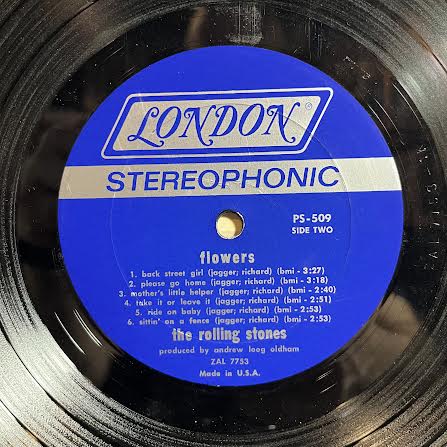 LONDON
STEREOPHONIC
PS-509
SIDE TWO
flowers
1. back street girl (jagger; richard) (bmi - 3:27)
2. please go home (jagger; richard) (bmi - 3:18)
3. mother's little helper (jagger; richard) (bmi - 2:40)
4. take it or leave it (jagger; richard) (bmi - 2:51)
5. ride on baby (jagger; richard) (bmi - 2:53)
6. sittin' on a fence (jagger; richard) (bmi - 2:53)
the rolling stones
produced by andrew loog oldham
ZAL 7753
Made in U.S.A.